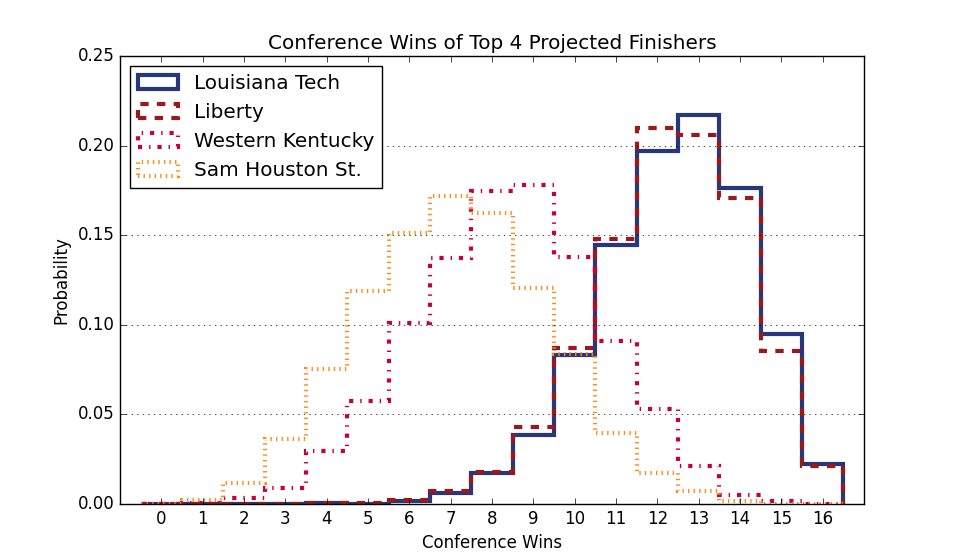 Conference Wins of Top 4 Projected Finishers
0.25
0.20
0.15
0.10
0.05
0.00
Probability
Louisiana Tech
Liberty
Western Kentucky
Sam Houston St.
0 1 2 3 4 5 6 7 8 9 10 11 12 13 14 15 16
Conference Wins